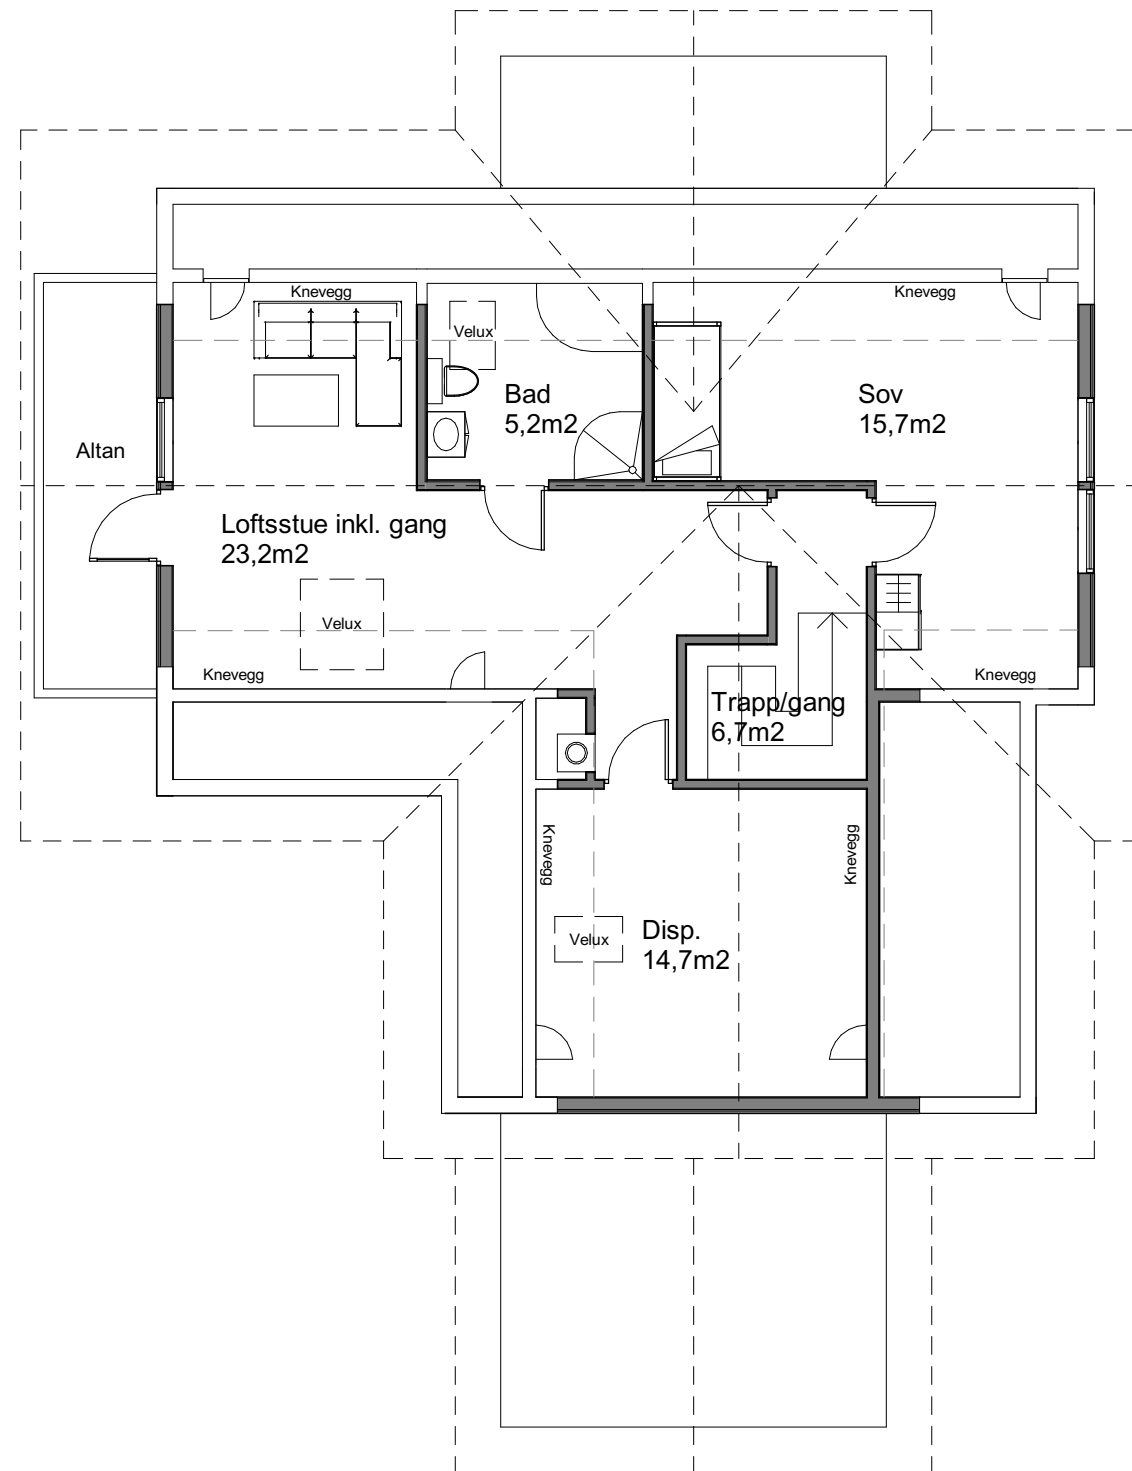 Knevegg
Knevegg
Velux
Bad
5,2m2
Sov
15,7m2
Altan
Loftsstue inkl. gang
23,2m2
Velux
Knevegg
Knevegg
Trapp/gang
6,7m2
Knevegg
Knevegg
Velux
Disp.
14,7m2